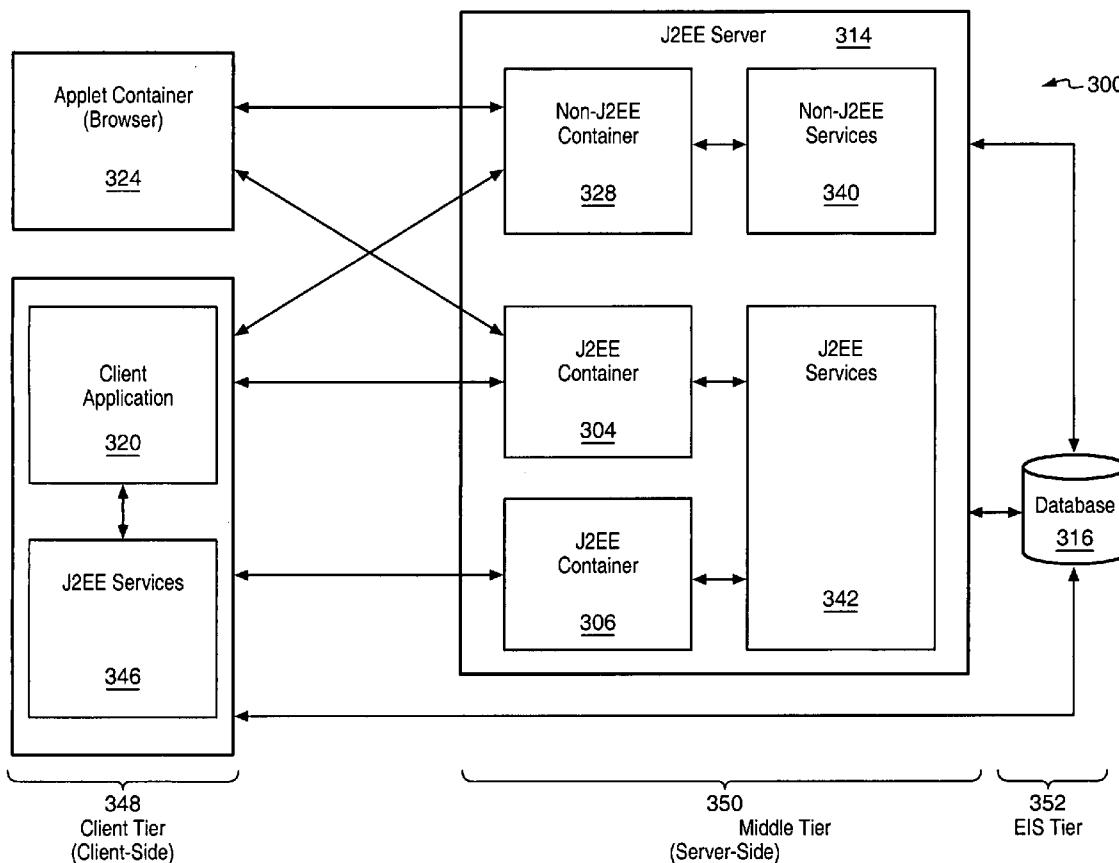 J2EE Server 314
300
Applet Container
(Browser)
324
Non-J2EE
Container
328
Non-J2EE
Services
340
Client
Application
320
J2EE
Container
304
J2EE
Services
342
J2EE Services
346
J2EE
Container
306
Database
316
348
Client Tier
(Client-Side)
350
Middle Tier
(Server-Side)
352
EIS Tier